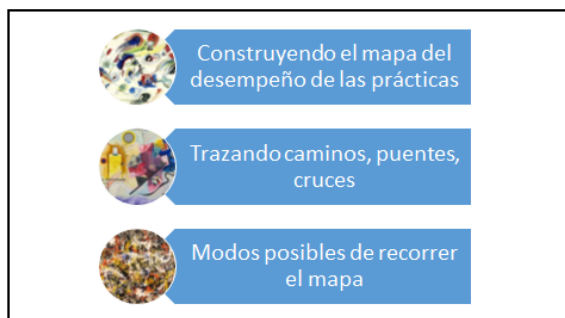 Construyendo el mapa del
desempeño de las prácticas
Trazando caminos, puentes,
cruces
Modos posibles de recorrer
el mapa